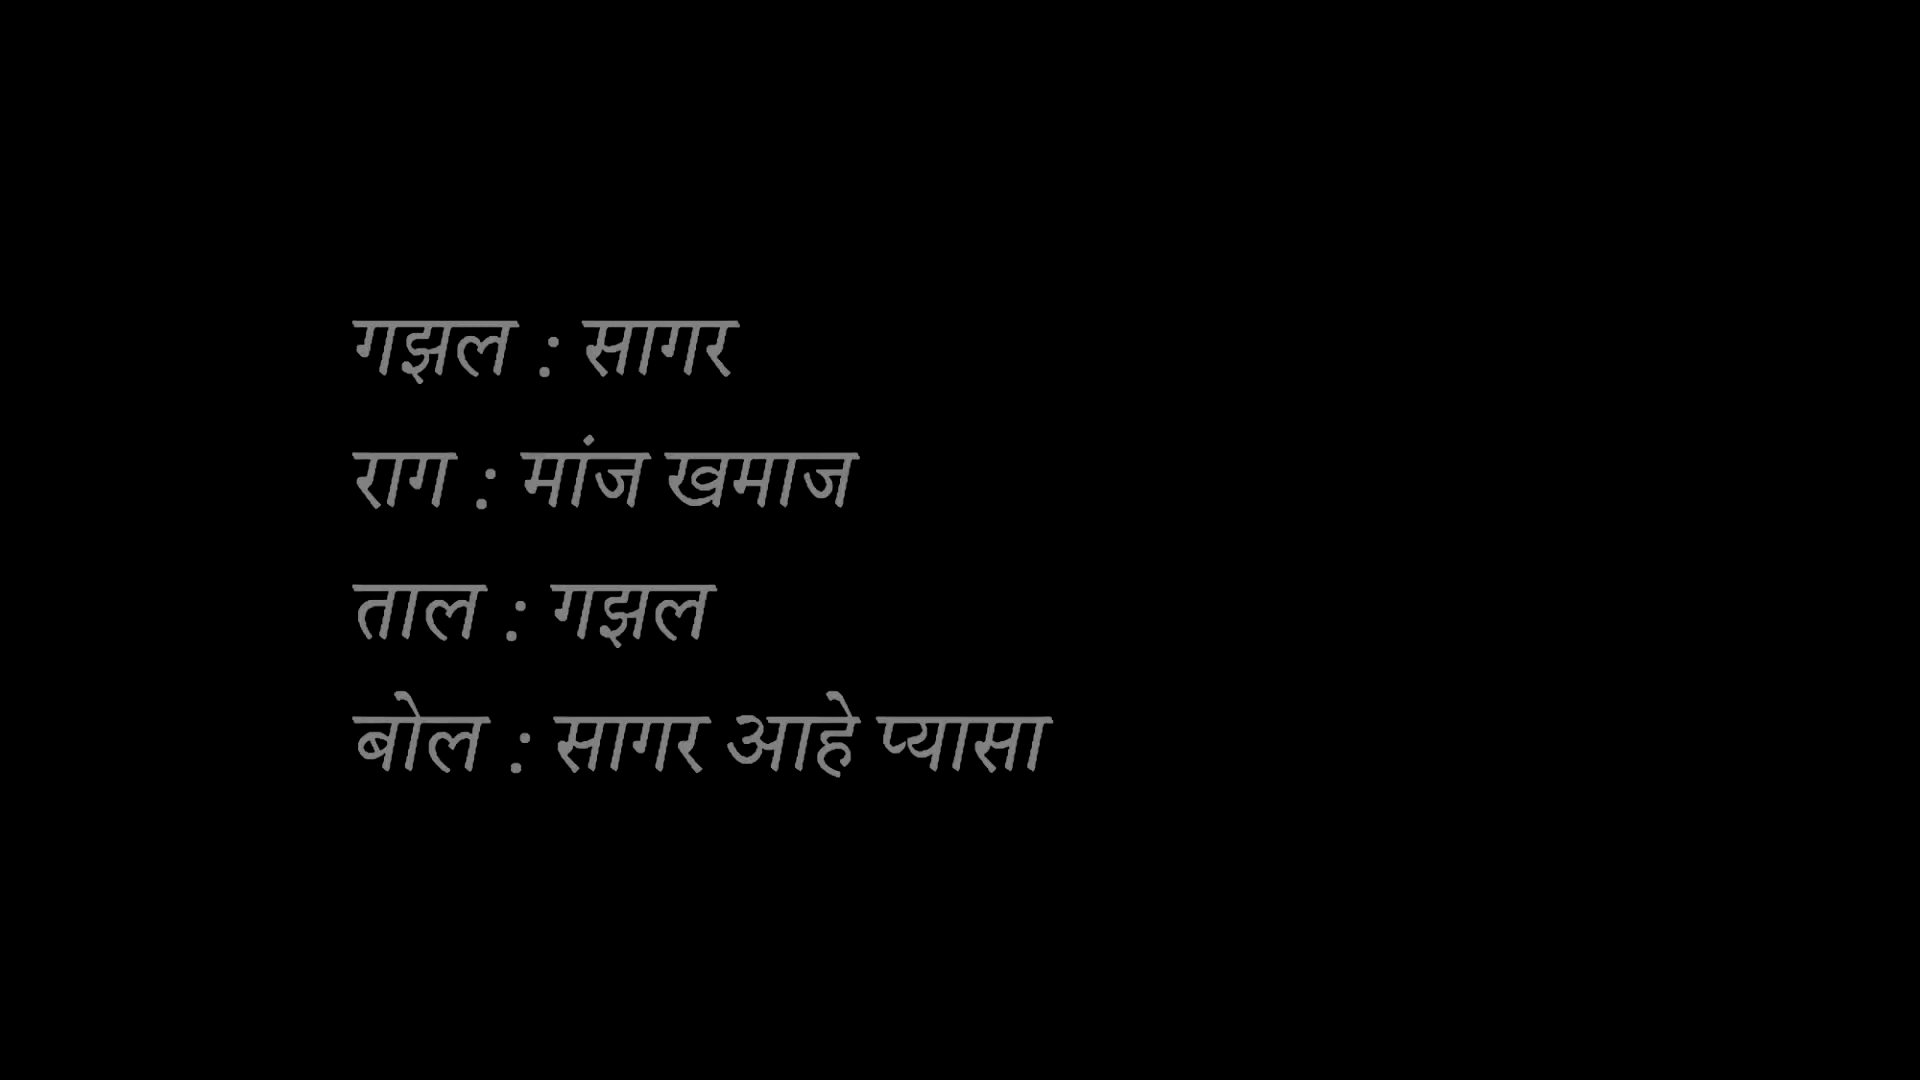 गझल : सागर
राग : मांज खमाज
ताल : गझल
बोल : सागर आहे प्यासा